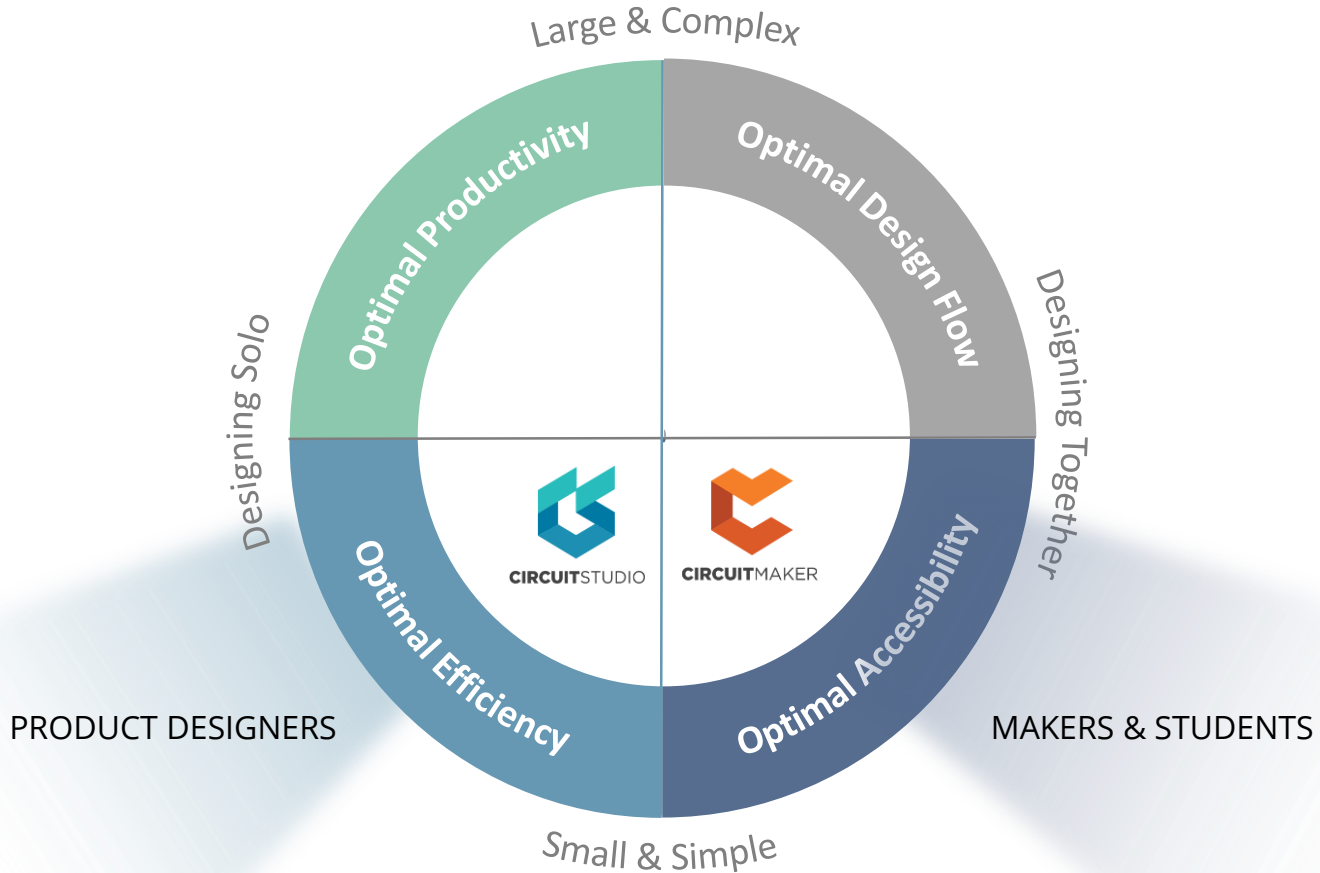 Large & Complex
Optimal Productivity
Optimal Design Flow
Designing Solo
Designing Together
CIRCUITSTUDIO
CIRCUITMAKER
Optimal Efficiency
Optimal Accessibility
PRODUCT DESIGNERS
MAKERS & STUDENTS
Small & Simple